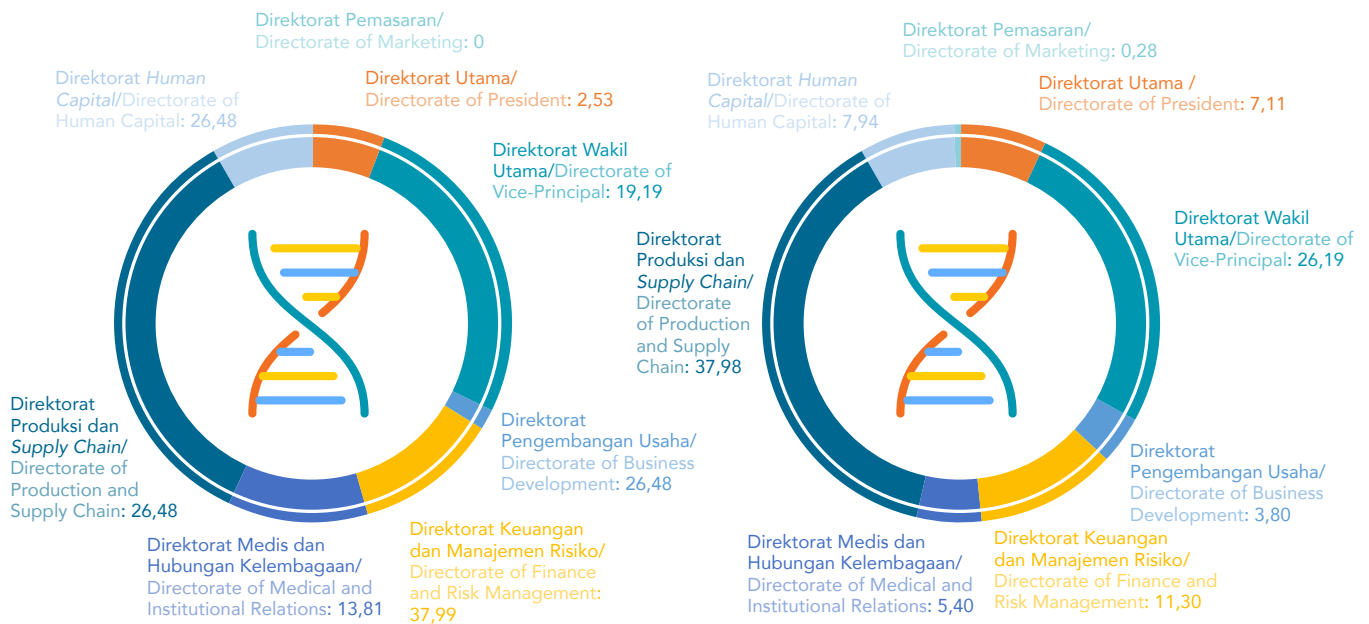 Direktorat Pemasaran/
Directorate of Marketing: 0
Direktorat Utama/
Directorate of President: 2,53
Direktorat Wakil
Utama/Directorate of
Vice-Principal: 19,19
Direktorat
Pengembangan Usaha/
Directorate of Business
Development: 26,48
Direktorat Keuangan
dan Manajemen Risiko/
Directorate of Finance
and Risk Management:
37,99
Direktorat Medis dan
Hubungan Kelembagaan/
Directorate of Medical and
Institutional Relations: 13,81
Direktorat
Produksi dan
Supply Chain/
Directorate of
Production and
Supply Chain: 26,48
Direktorat Human
Capital/Directorate of
Human Capital: 26,48
Direktorat Pemasaran/
Directorate of Marketing: 0,28
Direktorat Utama /
Directorate of President: 7,11
Direktorat Wakil
Utama/Directorate of
Vice-Principal: 26,19
Direktorat
Pengembangan Usaha/
Directorate of Business
Development: 3,80
Direktorat Keuangan
dan Manajemen Risiko/
Directorate of Finance and
Risk Management: 11,30
Direktorat Medis dan
Hubungan Kelembagaan/
Directorate of Medical and
Institutional Relations: 5,40
Direktorat
Produksi dan
Supply Chain/
Directorate
of Production
and Supply
Chain: 37,98
Direktorat Human
Capital/Directorate of
Human Capital: 7,94